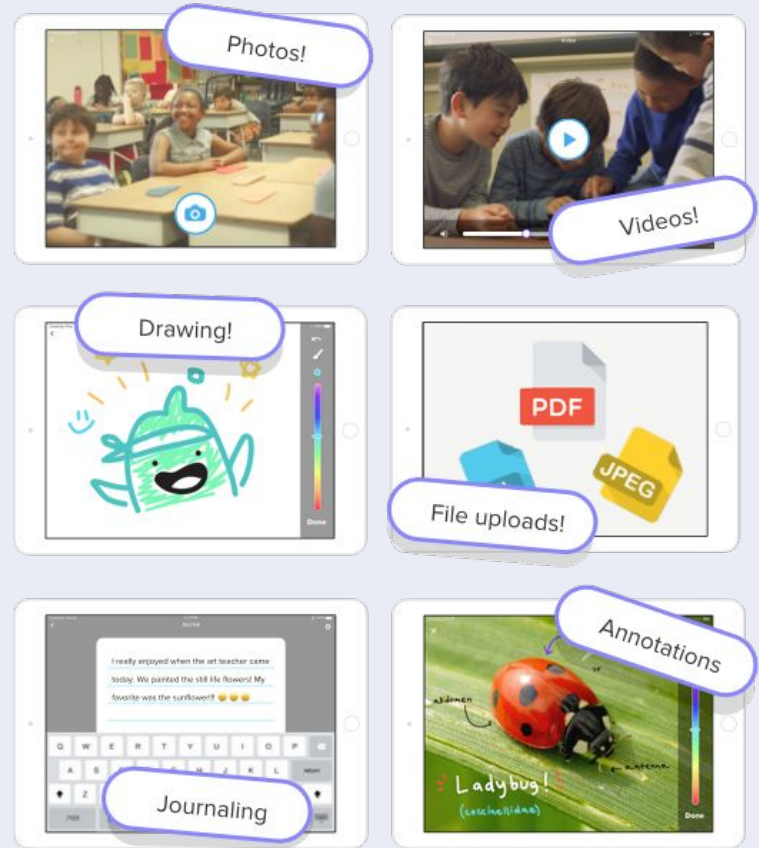 Photos!
Videos!
Drawing!
Done
PDF
JPEG
File uploads!
I really enjoyed when the art teacher came
today. We painted the still life flowers! My
favorite was the sunflower!! 😀😀😀
Q W E R T Y U I O P
A S K L return
Z
Journaling
Annotations
abdomen
antenna
Ladybug!
(coccinellidae)
Done